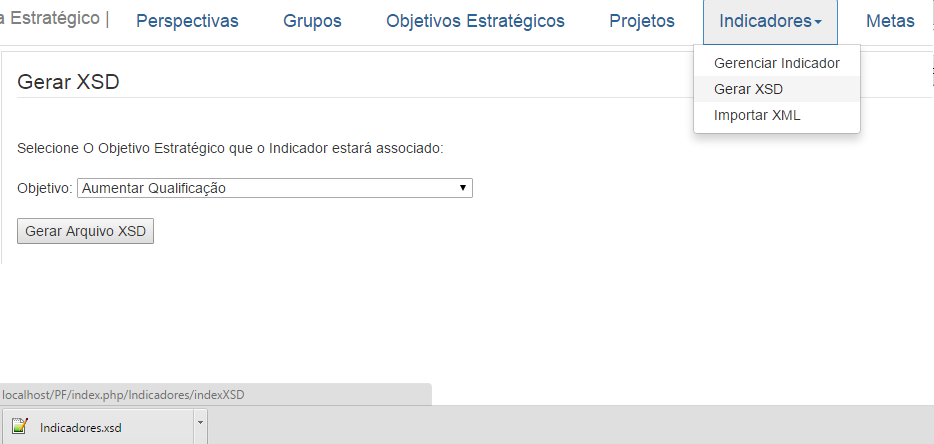 a Estratégico | Perspectivas Grupos Objetivos Estratégicos Projetos Indicadores Metas
Gerenciar Indicador
Gerar XSD
Importar XML
Gerar XSD
Selecione O Objetivo Estratégico que o Indicador estará associado:
Objetivo: Aumentar Qualificação
Gerar Arquivo XSD
localhost/PF/index.php/Indicadores/indexXSD
Indicadores.xsd